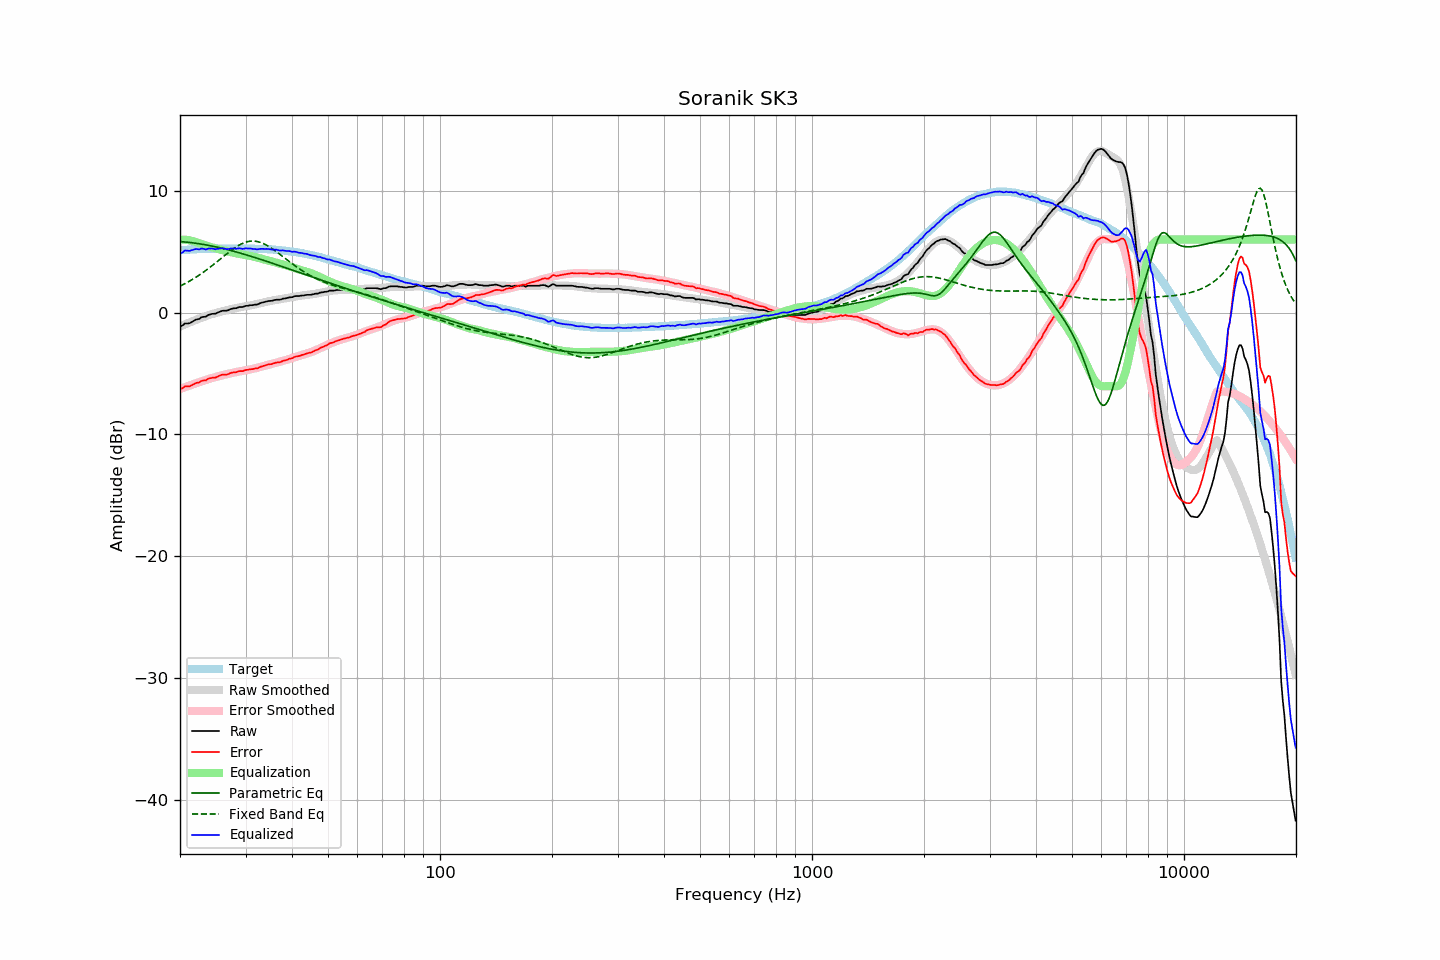 Soranik SK3
Amplitude (dBr)
10
0
−10
−20
−30
−40
Target
Raw Smoothed
Error Smoothed
Raw
Error
Equalization
Parametric Eq
Fixed Band Eq
Equalized
100
1000
10000
Frequency (Hz)